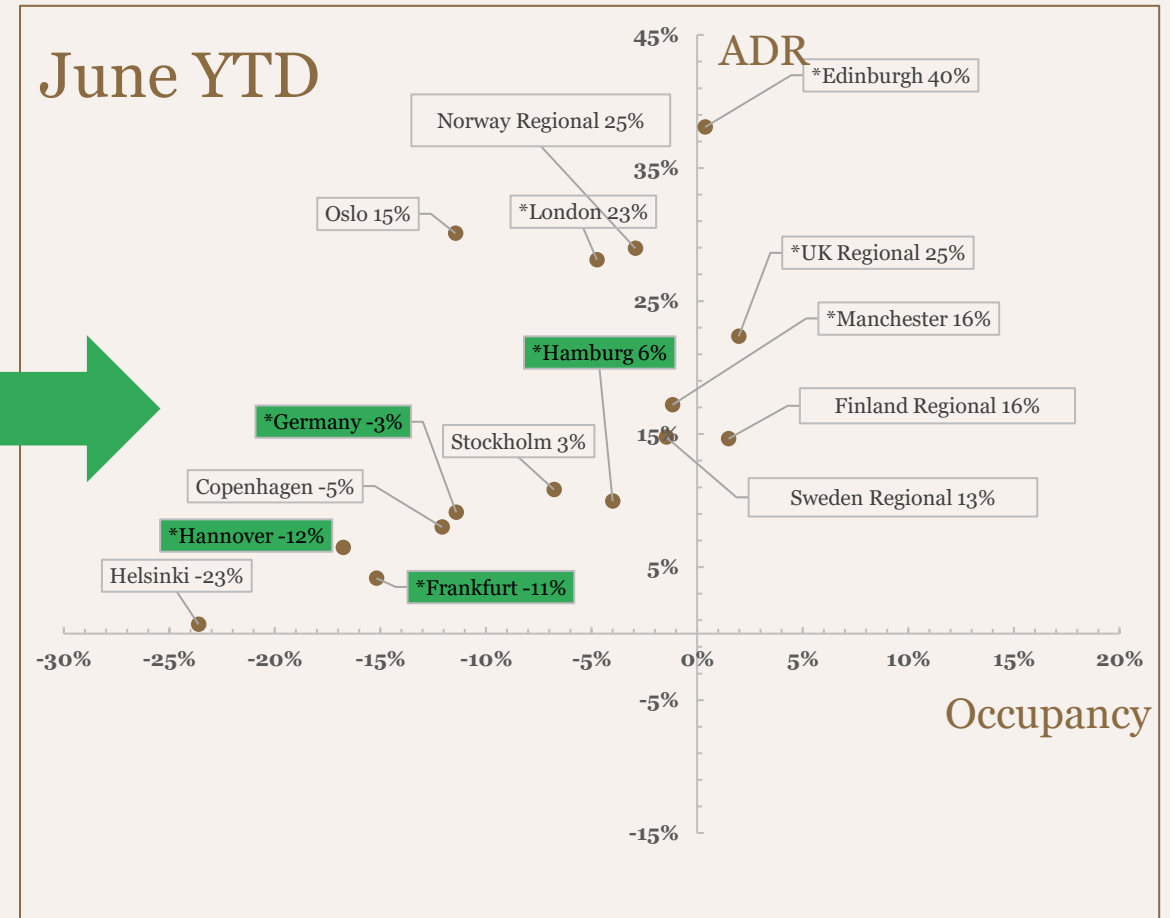 June YTD
ADR
45%
*Edinburgh 40%
Norway Regional 25%
35%
Oslo 15%
*London 23%
*UK Regional 25%
25%
*Manchester 16%
*Hamburg 6%
Finland Regional 16%
*Germany -3%
15%
Stockholm 3%
Copenhagen -5%
Sweden Regional 13%
*Hannover -12%
5%
Helsinki -23%
*Frankfurt -11%
-30% -25% -20% -15% -10% -5% 0% 5% 10% 15% 20%
-5%
Occupancy
-15%